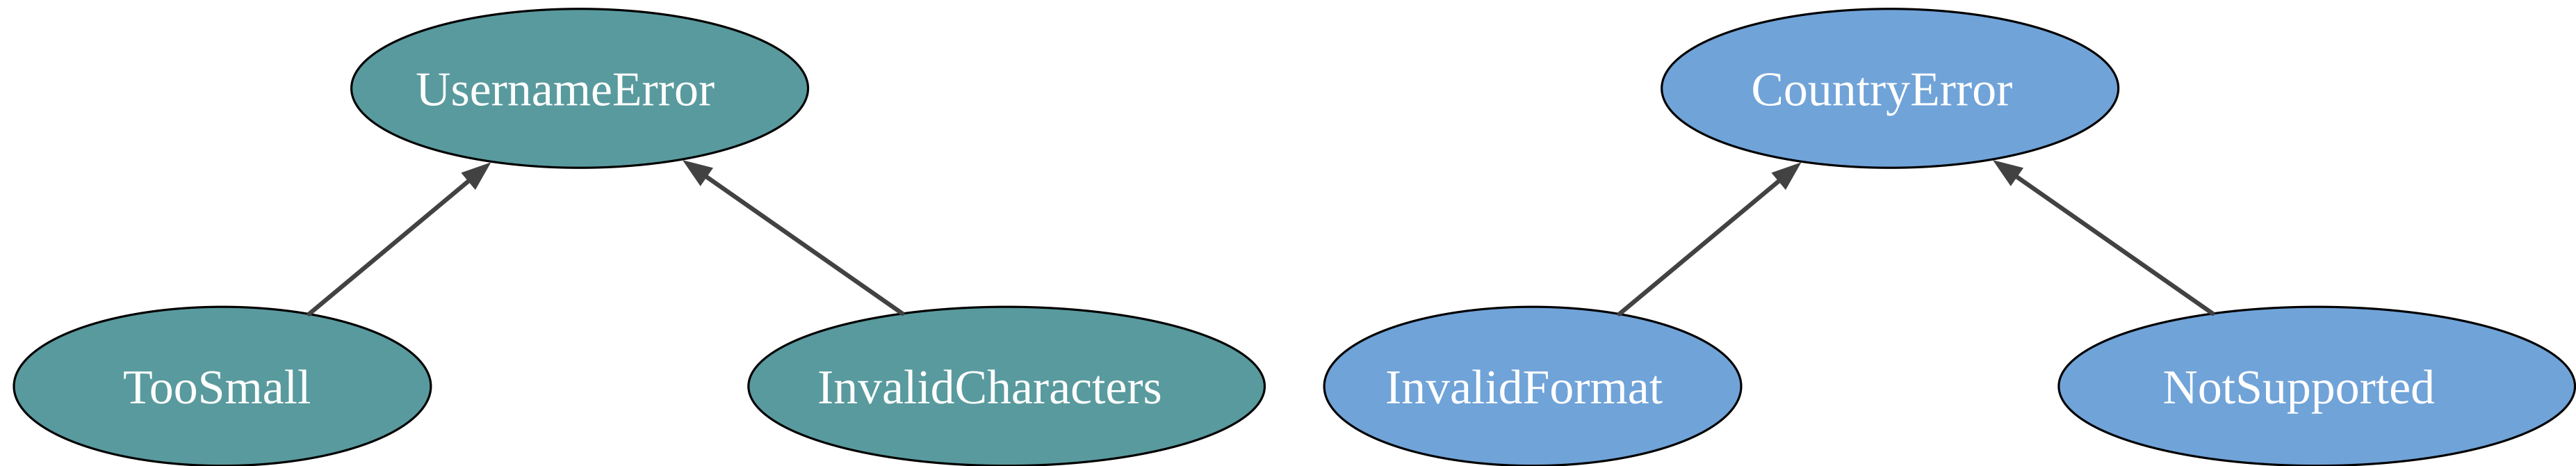 UsernameError
CountryError
TooSmall
InvalidCharacters
InvalidFormat
NotSupported